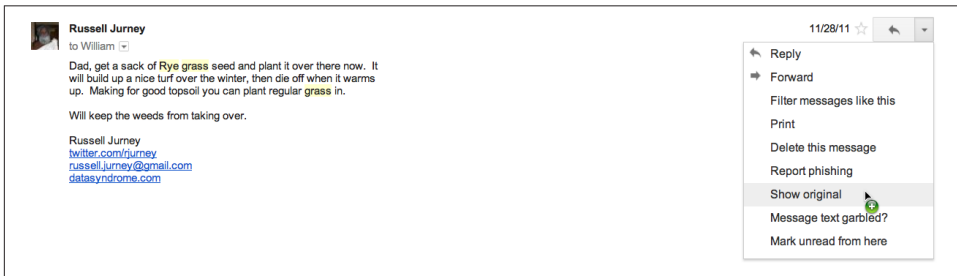 Russell Jurney
11/28/11
to William
Dad, get a sack of Rye grass seed and plant it over there now. It
will build up a nice turf over the winter, then die off when it warms
up. Making for good topsoil you can plant regular grass in.
Will keep the weeds from taking over.
Russell Jurney
twitter.com/rjurney
russell.jurney@gmail.com
datasyndrome.com
Reply
Forward
Filter messages like this
Print
Delete this message
Report phishing
Show original
Message text garbled?
Mark unread from here